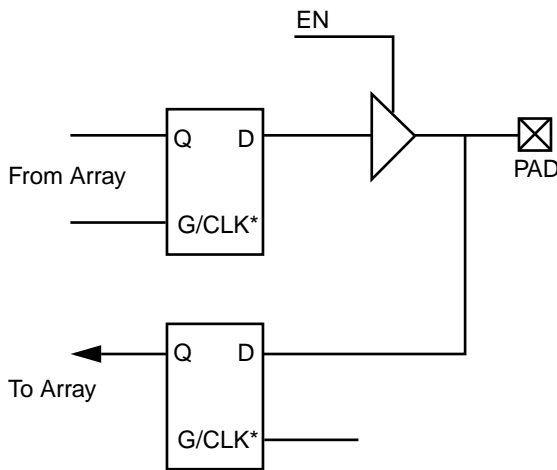 EN
Q D
From Array
PAD
G/CLK*
Q D
To Array
G/CLK*